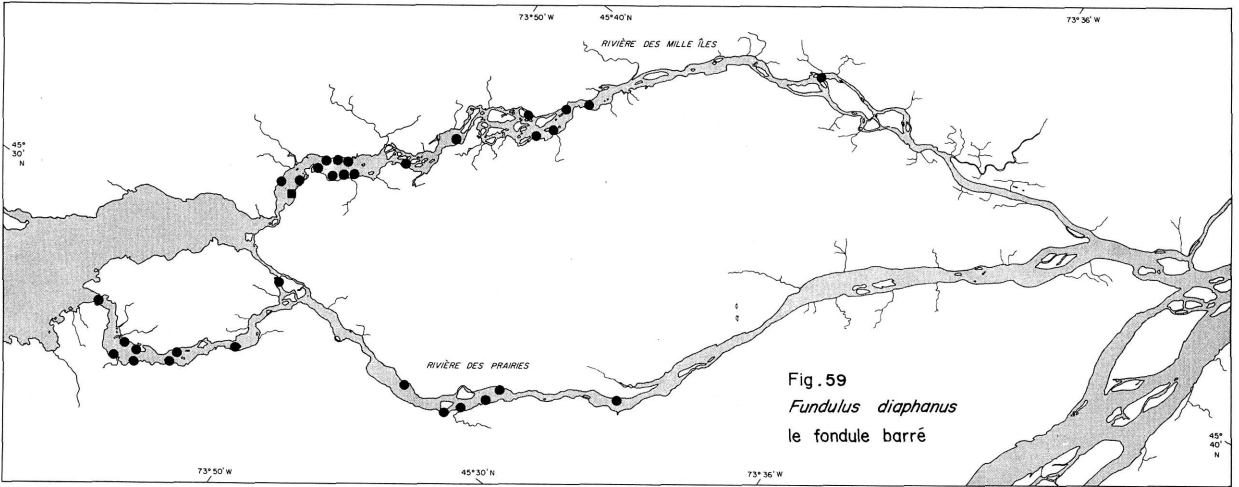 73°50' W
45°40' N
73°36' W
RIVIÈRE DES MILLE ÎLES
45°
30'
N
RIVIÈRE DES PRAIRIES
Fig.59
Fundulus diaphanus
le fondule barré
45°
40'
N
73°50' W
45°30' N
73°36' W